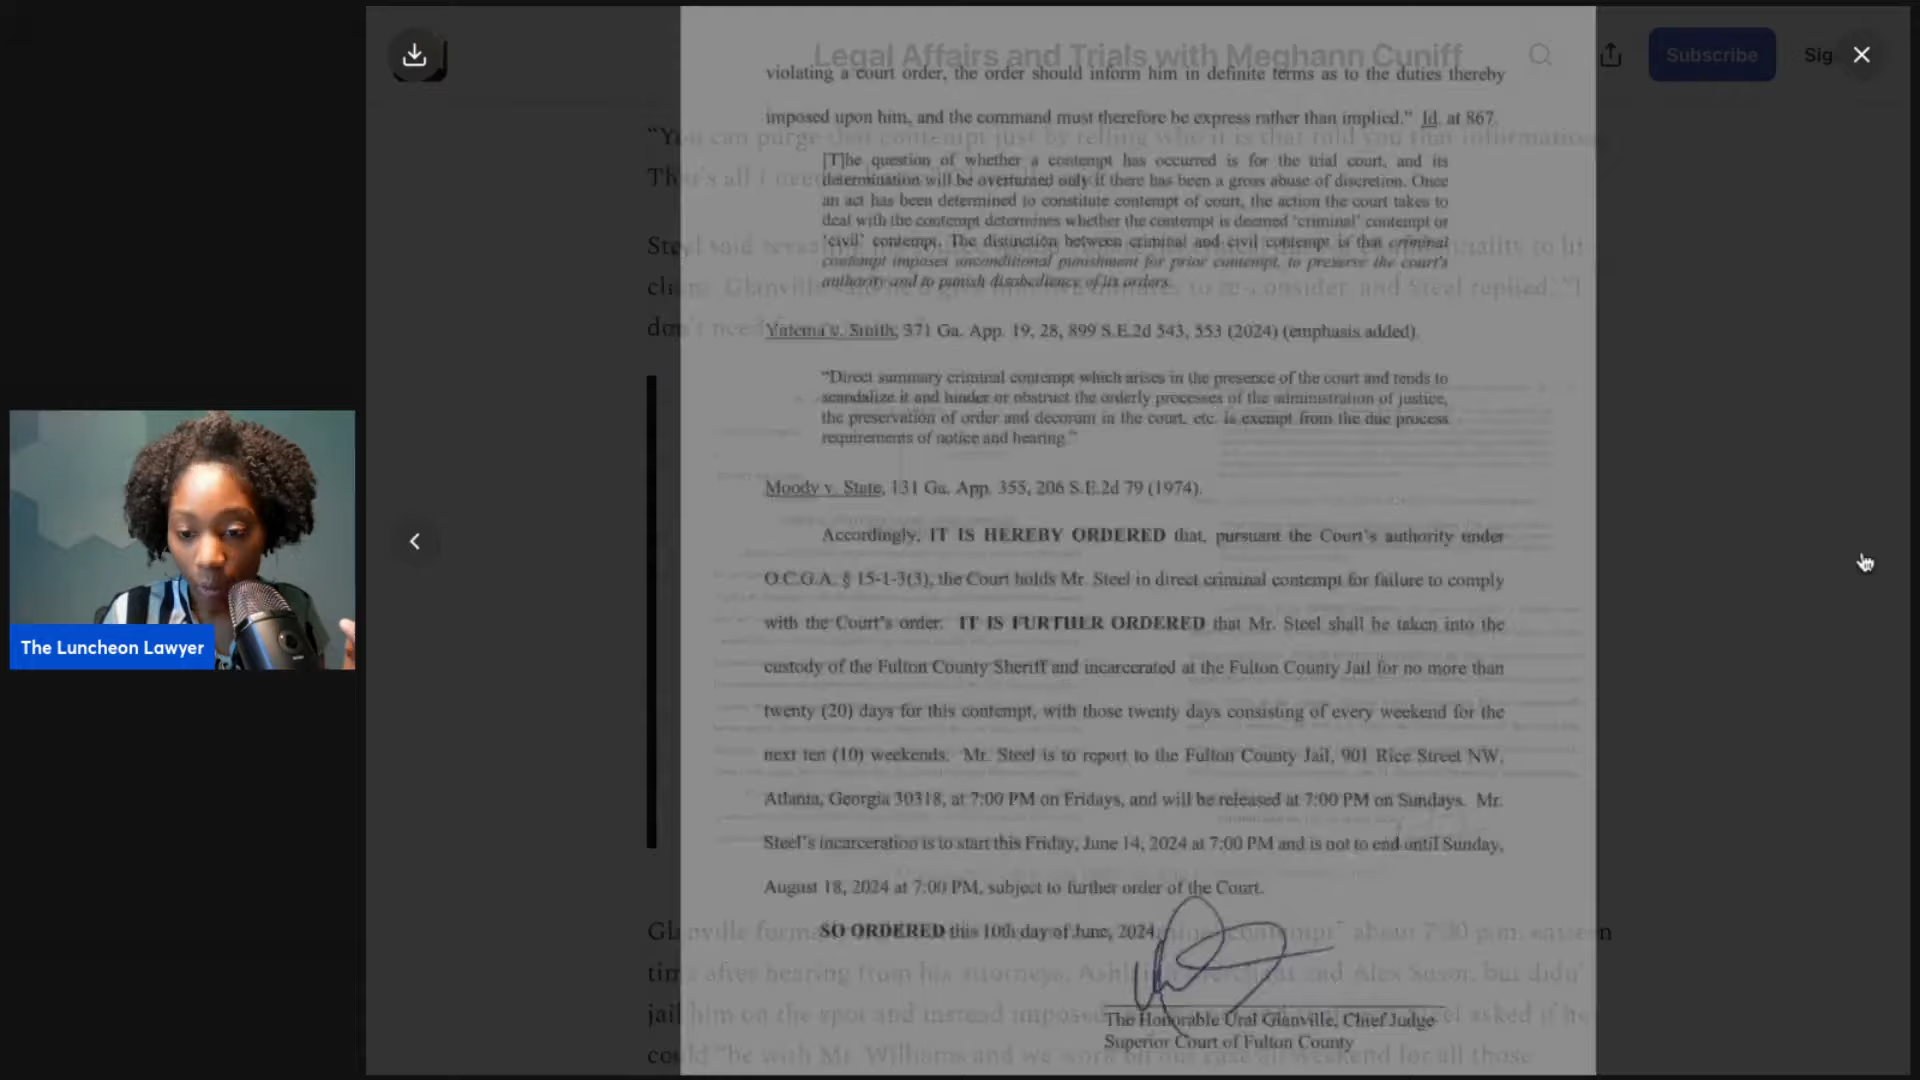 Legal Affairs and Trials with Meghann Cuniff
Subscribe
Sig
violating a court order, the order should inform him in definite terms as to the duties thereby
imposed upon him, and the command must therefore be express rather than implied." Id. at 867.
"You can purge that contempt just by telling who it is that told you that information
[T]he question of whether a contempt has occurred is for the trial court, and its
determination will be overturned only if there has been a gross abuse of discretion. Once
an act has been determined to constitute contempt of court, the action the court takes to
deal with the contempt determines whether the contempt is deemed 'criminal' contempt or
'civil' contempt. The distinction between criminal and civil contempt is that criminal
contempt imposes unconditional punishment for prior contempt, to preserve the court's
authority and to punish disobedience of its orders.
Yntema v. Smith, 371 Ga. App. 19, 28, 899 S.E.2d 543, 553 (2024) (emphasis added).
"Direct summary criminal contempt which arises in the presence of the court and tends to
scandalize it and hinder or obstruct the orderly processes of the administration of justice,
the preservation of order and decorum in the court, etc. is exempt from the due process
requirements of notice and hearing."
Moody v. State, 131 Ga. App. 355, 206 S.E.2d 79 (1974).
Accordingly, IT IS HEREBY ORDERED that, pursuant the Court's authority under
O.C.G.A. § 15-1-3(3), the Court holds Mr. Steel in direct criminal contempt for failure to comply
with the Court's order. IT IS FURTHER ORDERED that Mr. Steel shall be taken into the
custody of the Fulton County Sheriff and incarcerated at the Fulton County Jail for no more than
twenty (20) days for this contempt, with those twenty days consisting of every weekend for the
next ten (10) weekends. Mr. Steel is to report to the Fulton County Jail, 901 Rice Street NW,
Atlanta, Georgia 30318, at 7:00 PM on Fridays, and will be released at 7:00 PM on Sundays. Mr.
Steel's incarceration is to start this Friday, June 14, 2024 at 7:00 PM and is not to end until Sunday,
August 18, 2024 at 7:00 PM, subject to further order of the Court.
SO ORDERED this 10th day of June, 2024.
The Honorable Ural Glanville, Chief Judge
Superior Court of Fulton County
The Luncheon Lawyer